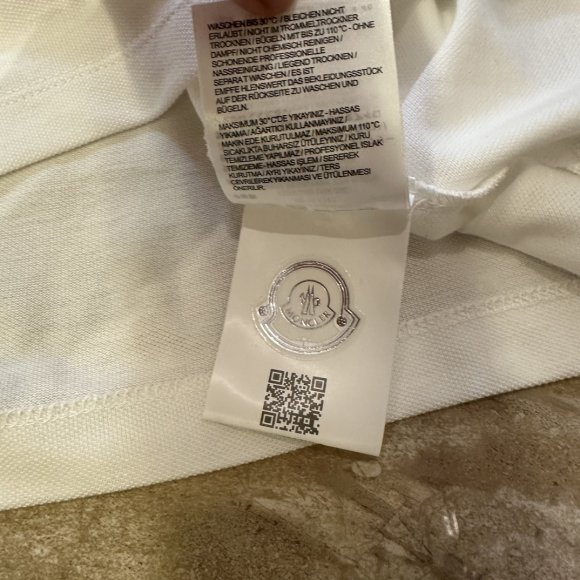 WASCHEN BIS 30°C / BLEICHEN NICHT
ERLAUBT / NICHT IM TROMMELTROCKNER
TROCKNEN / BÜGELN MIT BIS ZU 110 °C - OHNE
DAMPF/ NICHT CHEMISCH REINIGEN /
SCHONENDE PROFESSIONELLE
NASSREINIGUNG / LIEGEND TROCKNEN /
SEPARAT WASCHEN / ES IST
EMPFEHLENSWERT DAS BEKLEIDUNGSSTÜCK
AUF DER RÜCKSEITE ZU WASCHEN UND
BÜGELN.
MAKSIMUM 30°C'DE YIKAYINIZ - HASSAS
YIKAMA / AĞARTICI KULLANMAYINIZ /
MAKINEDE KURUTULMAZ / MAKSIMUM 110 °C
SICAKLIKTA BUHARSIZ ÜTÜLEYINIZ / KURU
TEMIZLEME YAPILMAZ / PROFESYONEL ISLAK
TEMIZLEME-HASSAS IŞLEM / SEREREK
KURUTMA / AYRI YIKAYINIZ / TERS
ÇEVRILEREK YIKANMASI VE ÜTÜLENMESI
ÖNERILIR.
MONCLER